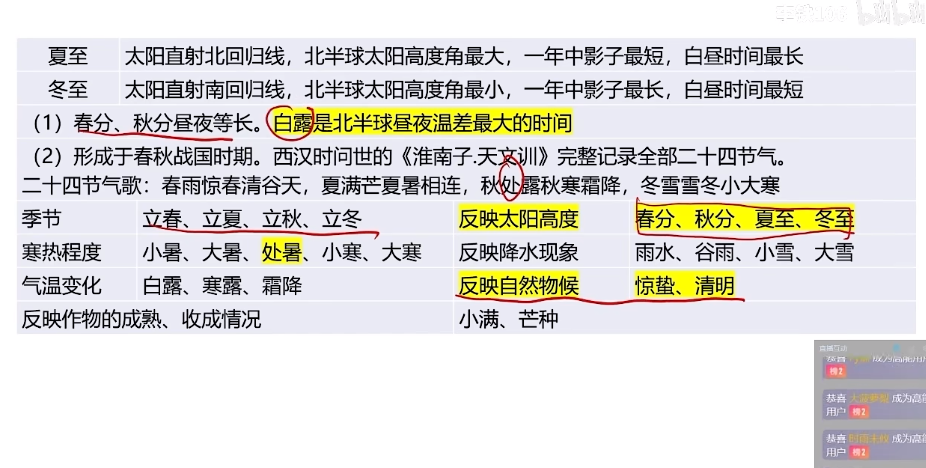 夏至 太阳直射北回归线，北半球太阳高度角最大，一年中影子最短，白昼时间最长
冬至 太阳直射南回归线，北半球太阳高度角最小，一年中影子最长，白昼时间最短
（1）春分、秋分昼夜等长。白露是北半球昼夜温差最大的时间
（2）形成于春秋战国时期。西汉时问世的《淮南子.天文训》完整记录全部二十四节气。
二十四节气歌：春雨惊春清谷天，夏满芒夏暑相连，秋处露秋寒霜降，冬雪雪冬小大寒
季节 立春、立夏、立秋、立冬 反映太阳高度 春分、秋分、夏至、冬至
寒热程度 小暑、大暑、处暑、小寒、大寒 反映降水现象 雨水、谷雨、小雪、大雪
气温变化 白露、寒露、霜降 反映自然物候 惊蛰、清明
反映作物的成熟、收成情况 小满、芒种
直播互动
榜2
恭喜 成为高
用户 榜2
恭喜 成为高
用户 榜2